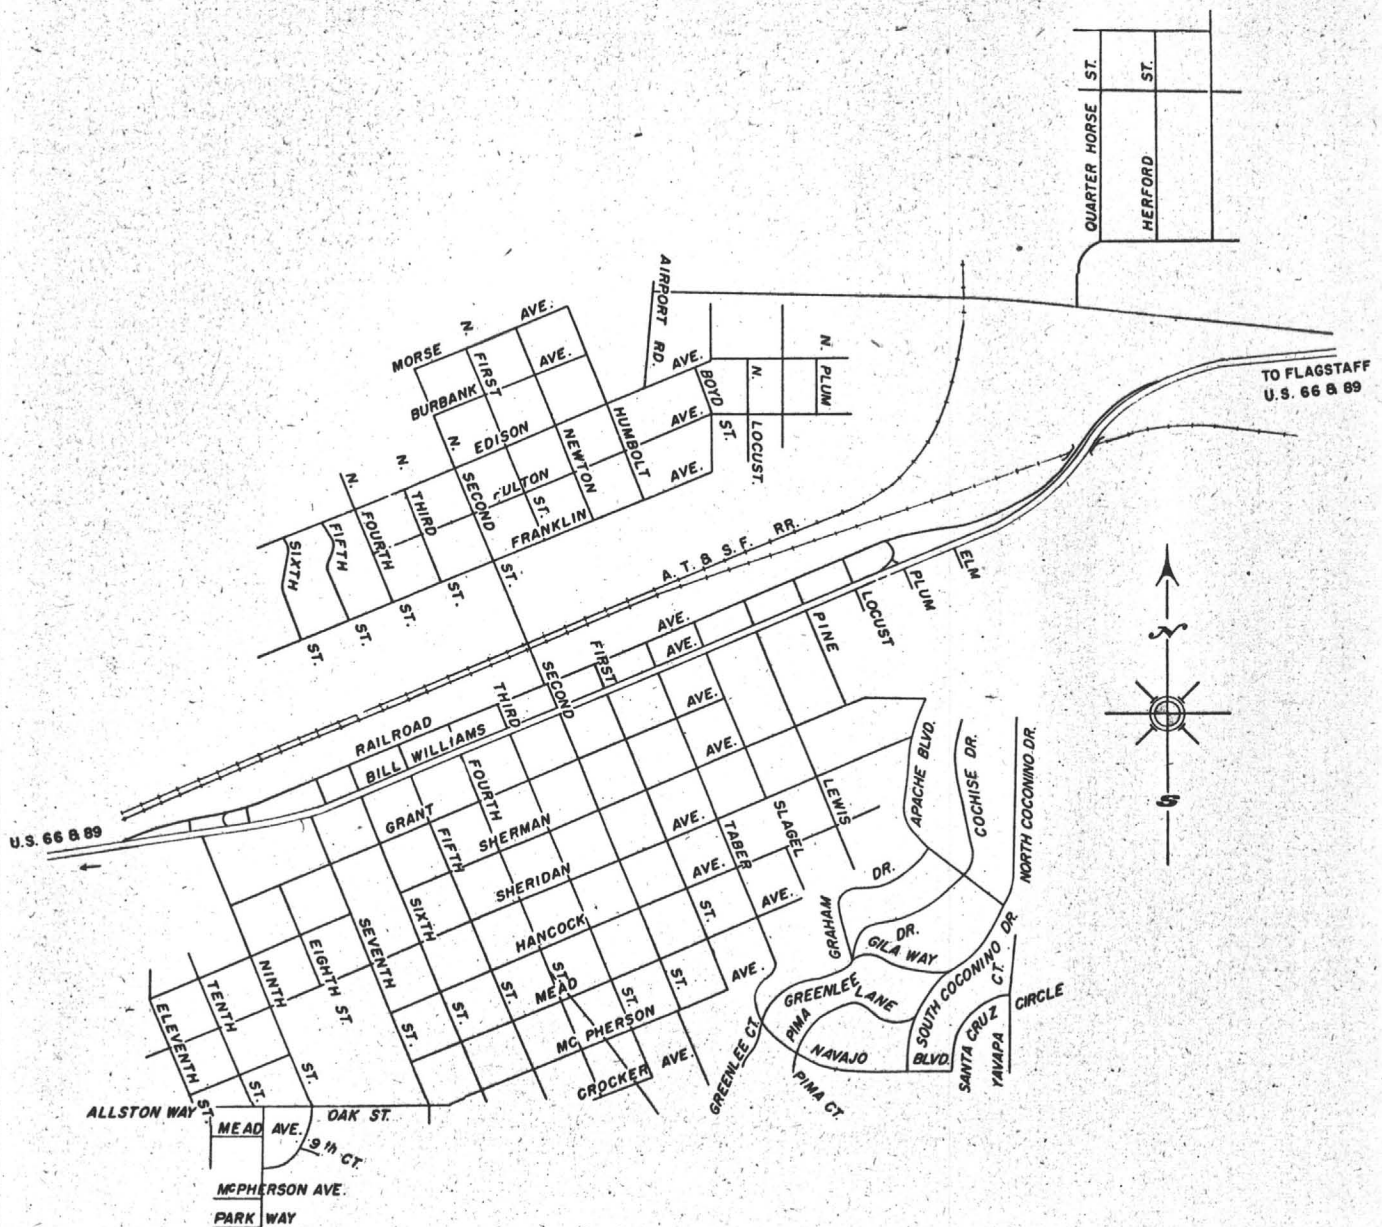 QUARTER HORSE ST.
HERFORD ST.
AIRPORT RD.
TO FLAGSTAFF
U.S. 66 & 89
MORSE AVE.
BURBANK AVE.
EDISON AVE.
FULTON AVE.
FRANKLIN AVE.
N. FIRST ST.
N. SECOND ST.
N. THIRD ST.
N. FOURTH ST.
FIFTH ST.
SIXTH ST.
NEWTON
HUMBOLT
BOYD ST.
N. LOCUST.
N. PLUM
A. T. & S. F. RR.
RAILROAD AVE.
BILL WILLIAMS AVE.
U.S. 66 & 89
ELM
PLUM
LOCUST
PINE
FIRST ST.
SECOND ST.
THIRD ST.
FOURTH ST.
FIFTH ST.
SIXTH ST.
SEVENTH ST.
EIGHTH ST.
NINTH ST.
TENTH ST.
ELEVENTH ST.
GRANT AVE.
SHERMAN AVE.
SHERIDAN AVE.
HANCOCK AVE.
MEAD AVE.
MC PHERSON AVE.
CROCKER AVE.
TABER
SLAGEL
LEWIS
APACHE BLVD.
COCHISE DR.
NORTH COCONINO DR.
GRAHAM DR.
DR.
GILA WAY
SOUTH COCONINO DR.
GREENLEE LANE
GREENLEE CT.
PIMA
PIMA CT.
NAVAJO BLVD.
SANTA CRUZ CIRCLE
YAVAPA CT.
N
S
ALLSTON WAY
OAK ST.
MEAD AVE.
9th CT.
McPHERSON AVE.
PARK WAY